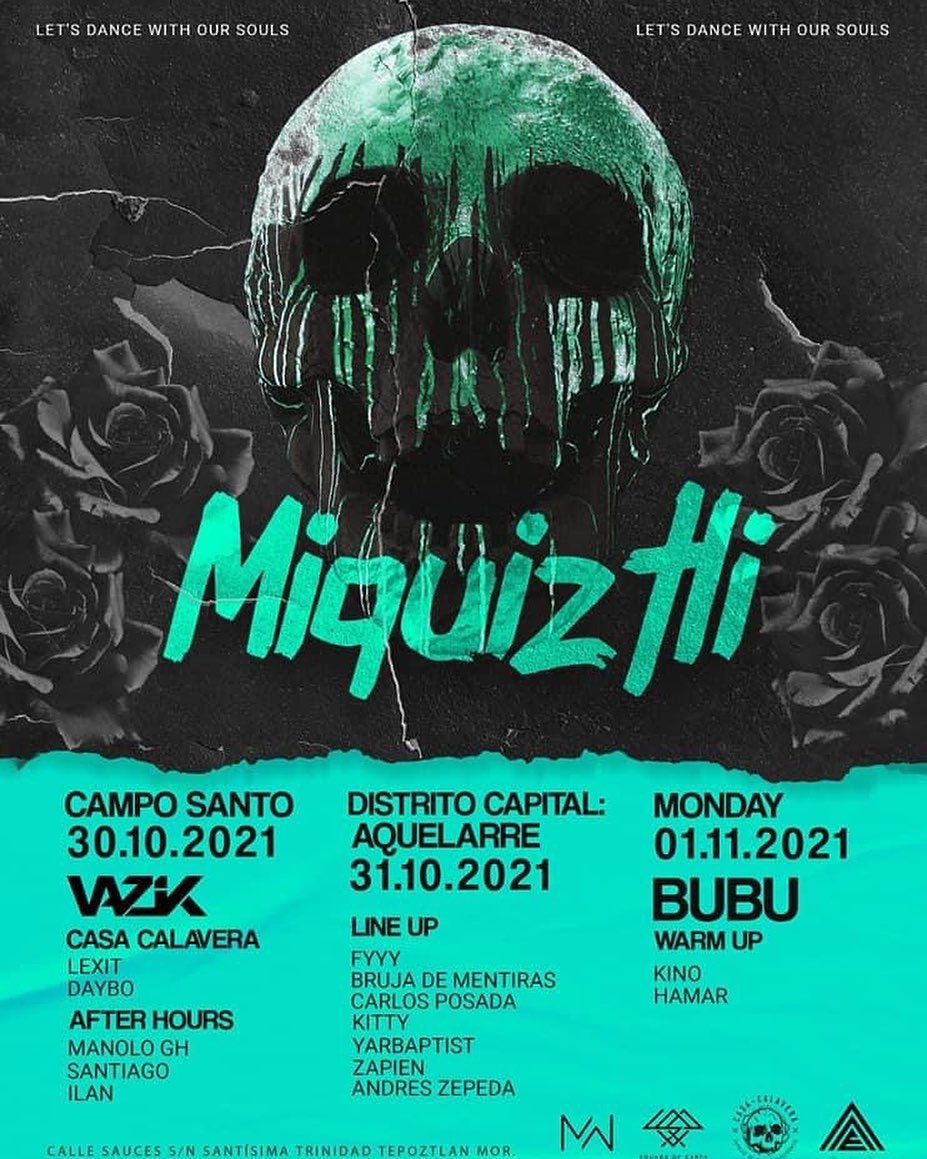 LET'S DANCE WITH OUR SOULS
LET'S DANCE WITH OUR SOULS
Miquiztli
CAMPO SANTO
30.10.2021
WAZIK
CASA CALAVERA
LEXIT
DAYBO
AFTER HOURS
MANOLO GH
SANTIAGO
ILAN
DISTRITO CAPITAL:
AQUELARRE
31.10.2021
LINE UP
FYYY
BRUJA DE MENTIRAS
CARLOS POSADA
KITTY
YARBAPTIST
ZAPIEN
ANDRES ZEPEDA
MONDAY
01.11.2021
BUBU
WARM UP
KINO
HAMAR
CASA-CALAVERA
CALLE SAUCES S/N SANTÍSIMA TRINIDAD TEPOZTLAN MOR.